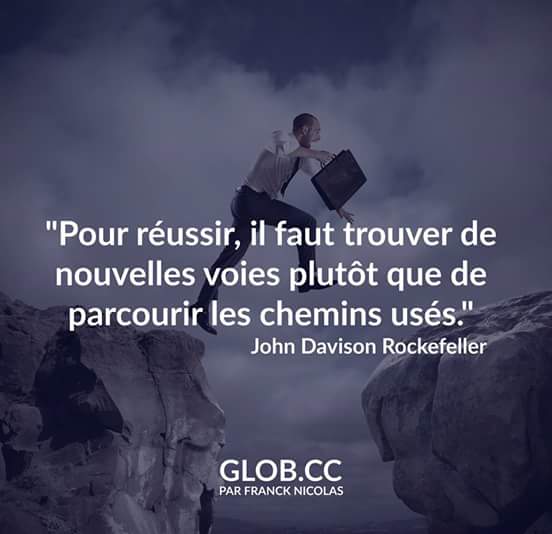 "Pour réussir, il faut trouver de
nouvelles voies plutôt que de
parcourir les chemins usés."
John Davison Rockefeller
GLOB.CC
PAR FRANCK NICOLAS